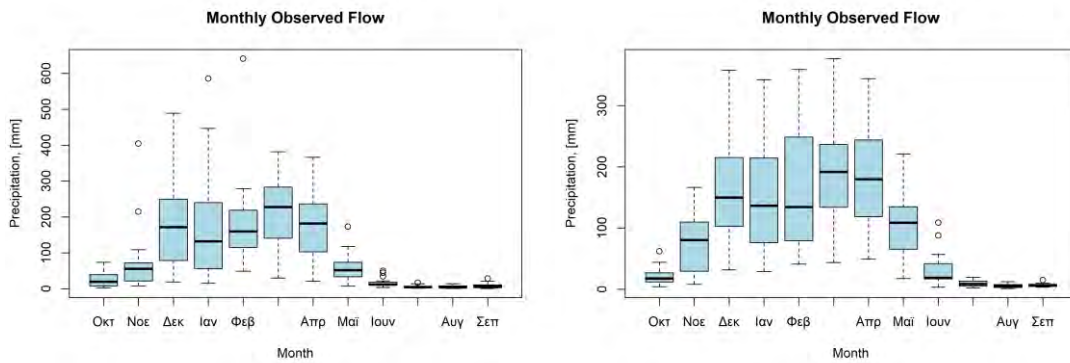 Monthly Observed Flow
Precipitation, [mm]
600
500
400
300
200
100
0
Οκτ Νοε Δεκ Ιαν Φεβ Απρ Μαϊ Ιουν Αυγ Σεπ
Month
Monthly Observed Flow
Precipitation, [mm]
300
200
100
0
Οκτ Νοε Δεκ Ιαν Φεβ Απρ Μαϊ Ιουν Αυγ Σεπ
Month